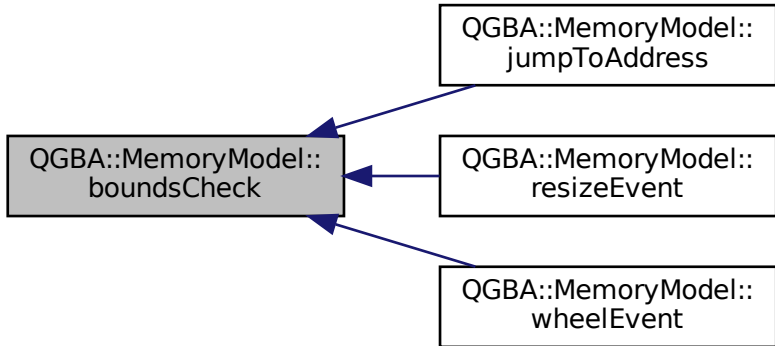 QGBA::MemoryModel::
jumpToAddress
QGBA::MemoryModel::
boundsCheck
QGBA::MemoryModel::
resizeEvent
QGBA::MemoryModel::
wheelEvent